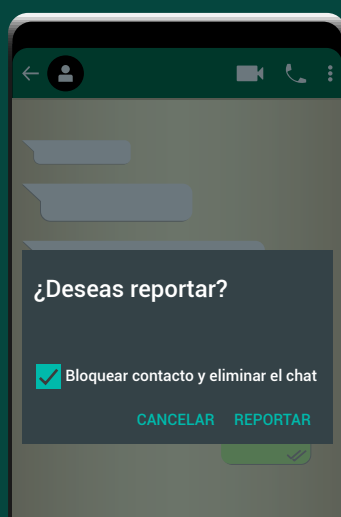 ¿Deseas reportar?
Bloquear contacto y eliminar el chat
CANCELAR REPORTAR